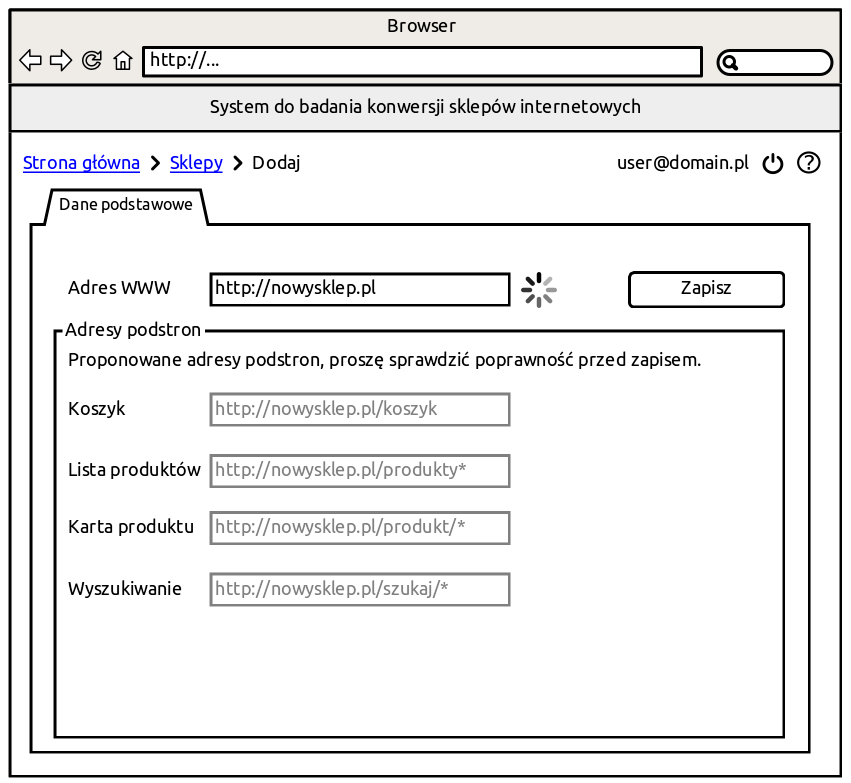 Browser
http://...
System do badania konwersji sklepów internetowych
Strona główna Sklepy Dodaj user@domain.pl ?
Dane podstawowe
Adres WWW http://nowysklep.pl Zapisz
Adresy podstron
Proponowane adresy podstron, proszę sprawdzić poprawność przed zapisem.
Koszyk http://nowysklep.pl/koszyk
Lista produktów http://nowysklep.pl/produkty*
Karta produktu http://nowysklep.pl/produkt/*
Wyszukiwanie http://nowysklep.pl/szukaj/*